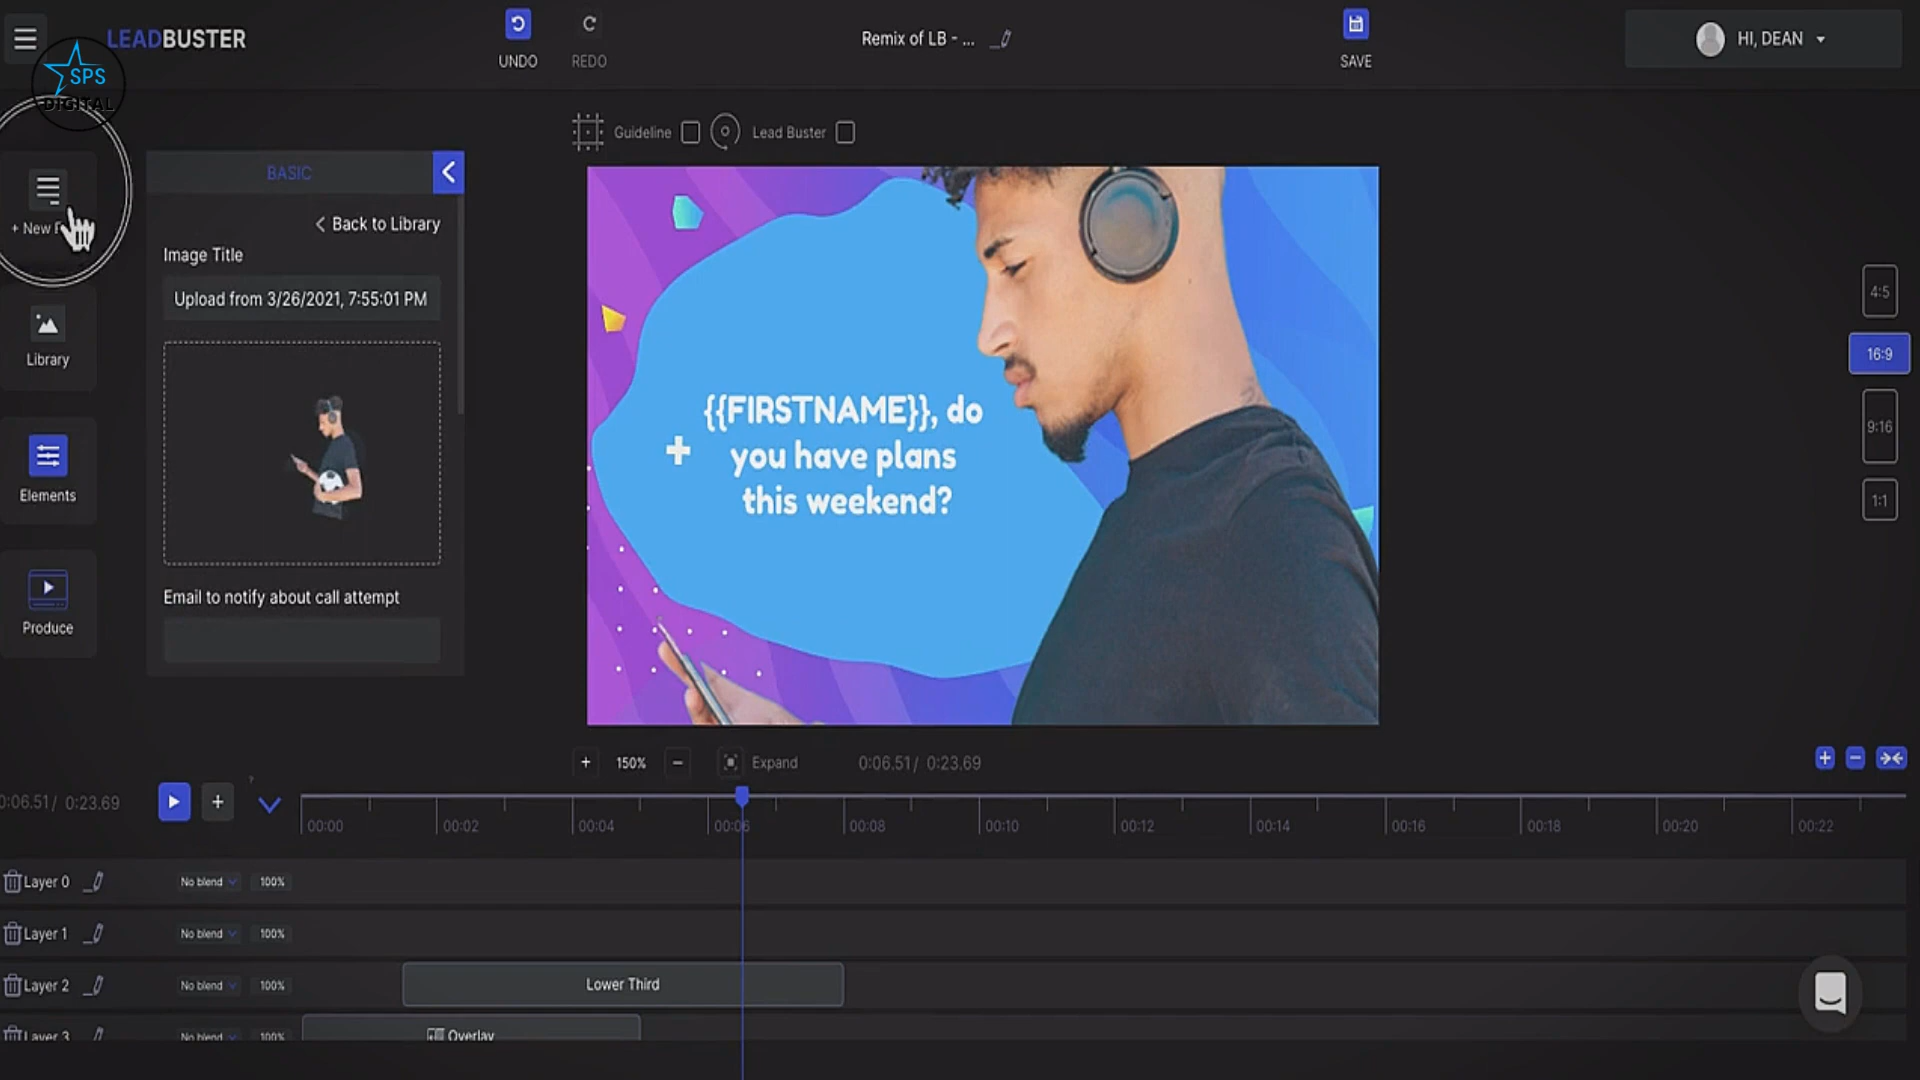 LEADBUSTER
UNDO
REDO
Remix of LB - ...
SAVE
HI, DEAN
SPS
DIGITAL
Guideline
Lead Buster
+ New
BASIC
Back to Library
Image Title
Upload from 3/26/2021, 7:55:01 PM
Library
Elements
Produce
Email to notify about call attempt
{{FIRSTNAME}}, do
you have plans
this weekend?
4:5
16:9
9:16
1:1
+ 150% −
Expand
0:06.51/ 0:23.69
0:06.51/ 0:23.69
00:00 00:02 00:04 00:06 00:08 00:10 00:12 00:14 00:16 00:18 00:20 00:22
Layer 0 No blend 100%
Layer 1 No blend 100%
Layer 2 No blend 100% Lower Third
Layer 3 No blend 100% Overlay